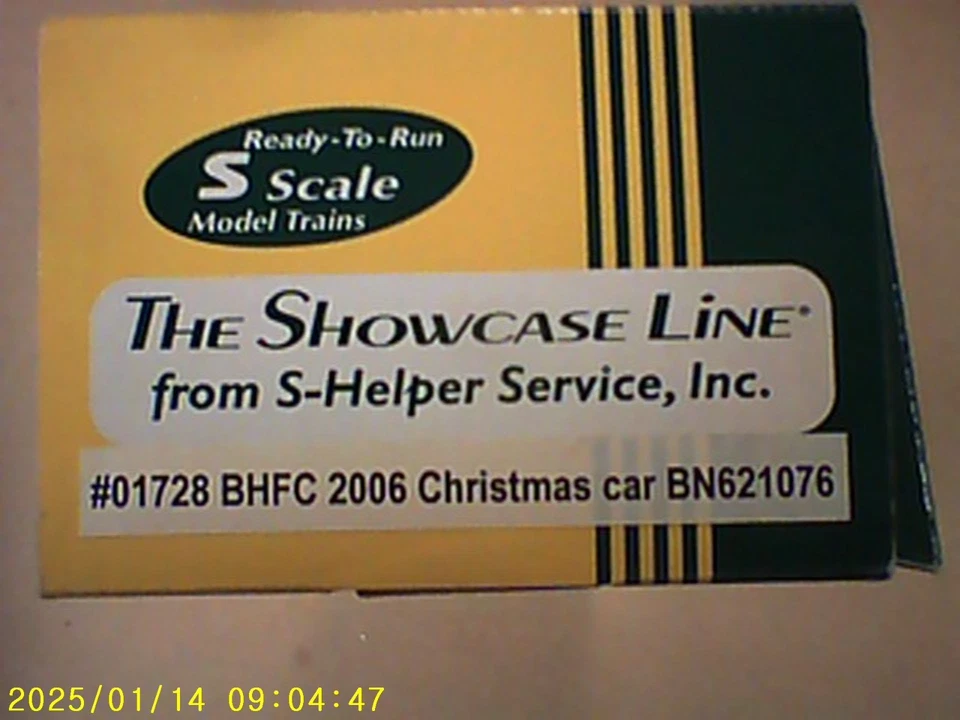 Ready-To-Run
S Scale
Model Trains
THE SHOWCASE LiNE®
from S-Helper Service, Inc.
#01728 BHFC 2006 Christmas car BN621076
2025/01/14 09:04:47